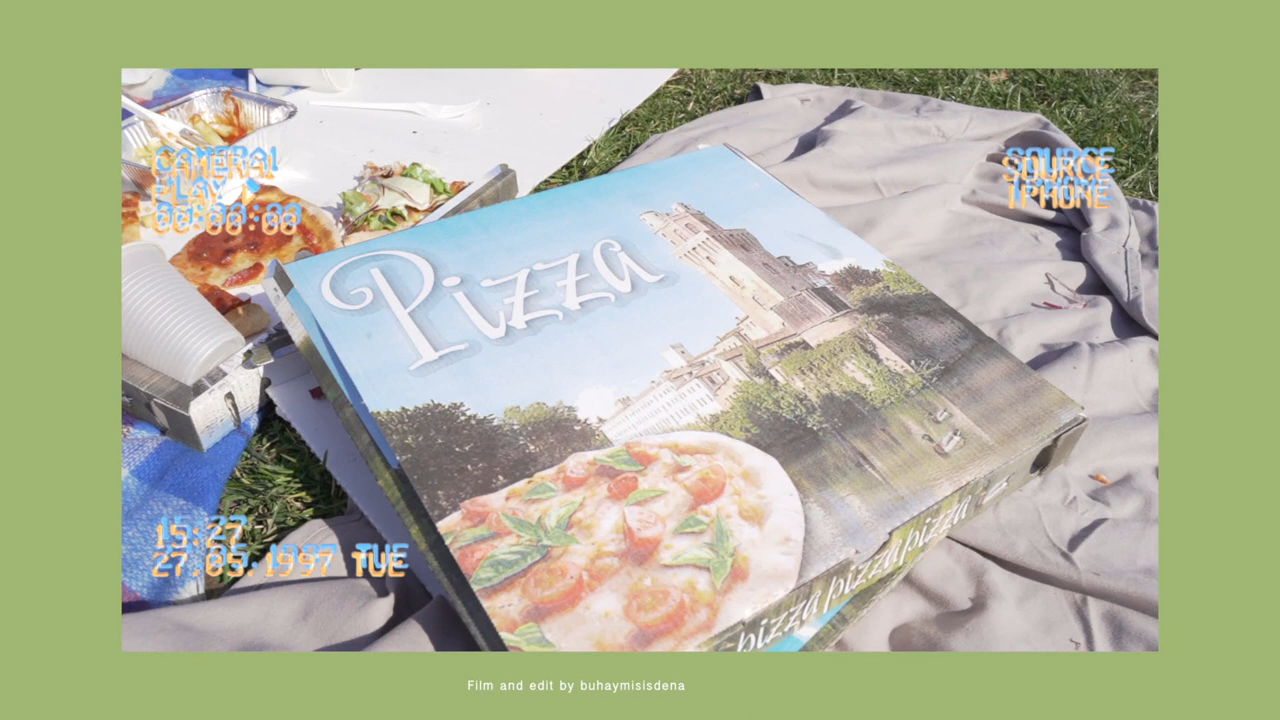 CAMERA1
PLAY
00:00:00
SOURCE
IPHONE
Pizza
pizza pizza pizza
15:27
27.05.1997 TUE
Film and edit by buhaymisisdena